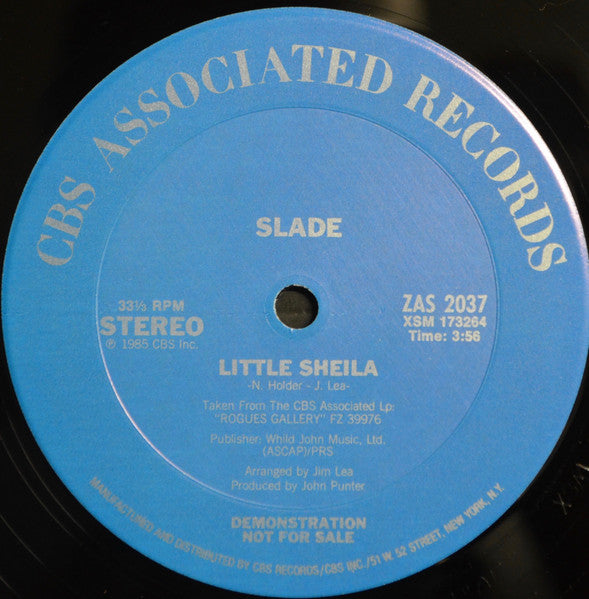 CBS ASSOCIATED RECORDS
SLADE
33⅓ RPM
STEREO
℗ 1985 CBS Inc.
ZAS 2037
XSM 173264
Time: 3:56
LITTLE SHEILA
-N. Holder - J. Lea-
Taken From The CBS Associated Lp:
"ROGUES GALLERY" FZ 39976
Publisher: Whild John Music, Ltd.
(ASCAP)/PRS
Arranged by Jim Lea
Produced by John Punter
DEMONSTRATION
NOT FOR SALE
MANUFACTURED AND DISTRIBUTED BY CBS RECORDS/CBS INC./51 W. 52 STREET, NEW YORK, N.Y.